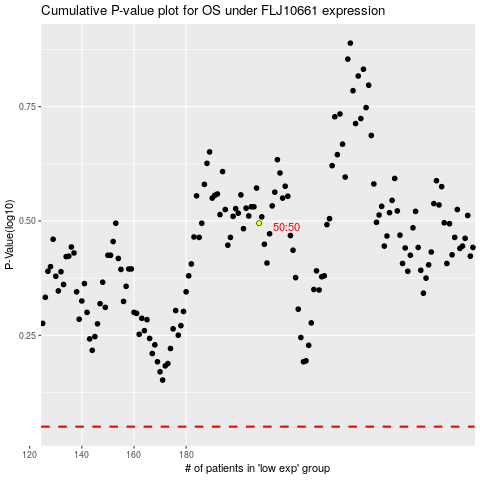 Cumulative P-value plot for OS under FLJ10661 expression
P-Value(log10)
0.75
0.50
0.25
50:50
120 140 160 180
# of patients in 'low exp' group